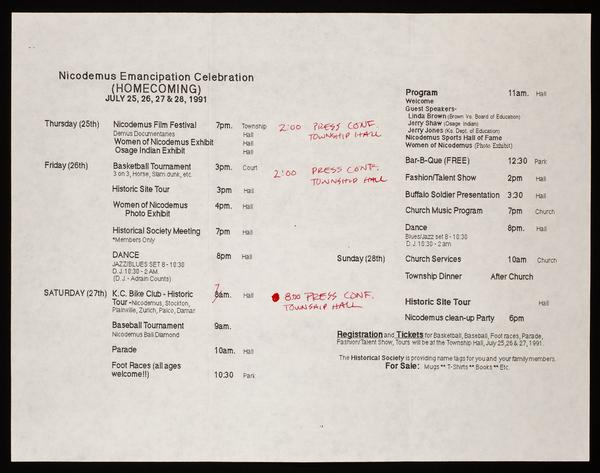 Nicodemus Emancipation Celebration
(HOMECOMING)
JULY 25, 26, 27 & 28, 1991
Thursday (25th) Nicodemus Film Festival 7pm. Township
Demus Documentaries Hall
Women of Nicodemus Exhibit Hall
Osage Indian Exhibit Hall
2:00 PRESS CONF.
TOWNSHIP HALL
Friday (26th) Basketball Tournament 3pm. Court
3 on 3, Horse, Slam dunk, etc.
2:00 PRESS CONF.
TOWNSHIP HALL
Historic Site Tour 3pm Hall
Women of Nicodemus 4pm. Hall
Photo Exhibit
Historical Society Meeting 7pm Hall
*Members Only
DANCE 8pm Hall
JAZZ/BLUES SET 8 - 10:30
D.J. 10:30 - 2 AM.
(D.J. - Adrain Counts)
SATURDAY (27th) K.C. Bike Club - Historic 8am. Hall
Tour -Nicodemus, Stockton,
Plainville, Zurich, Palco, Damar
7
8:00 PRESS CONF.
TOWNSHIP HALL
Baseball Tournament 9am.
Nicodemus Ball Diamond
Parade 10am. Hall
Foot Races (all ages
welcome!!) 10:30 Park
Program 11am. Hall
Welcome
Guest Speakers-
Linda Brown (Brown Vs. Board of Education)
Jerry Shaw (Osage Indian)
Jerry Jones (Ks. Dept. of Education)
Nicodemus Sports Hall of Fame
Women of Nicodemus (Photo Exhibit)
Bar-B-Que (FREE) 12:30 Park
Fashion/Talent Show 2pm Hall
Buffalo Soldier Presentation 3:30 Hall
Church Music Program 7pm Church
Dance 8pm. Hall
Blues/Jazz set 8 - 10:30
D.J. 10:30 - 2 am
Sunday (28th) Church Services 10am Church
Township Dinner After Church
Historic Site Tour Hall
Nicodemus clean-up Party 6pm
Registration and Tickets for Basketball, Baseball, Foot races, Parade,
Fashion/Talent Show, Tours will be at the Township Hall, July 25,26 & 27, 1991.
The Historical Society is providing name tags for you and your family members.
For Sale: Mugs ** T-Shirts ** Books ** Etc.